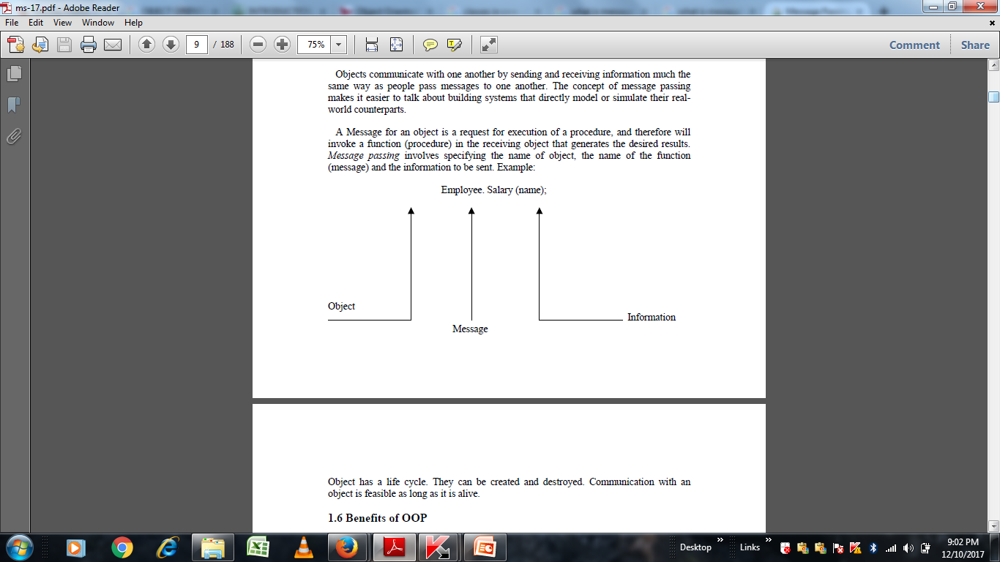 ms-17.pdf - Adobe Reader
File Edit View Window Help
9 / 188 75% Comment Share
Objects communicate with one another by sending and receiving information much the
same way as people pass messages to one another. The concept of message passing
makes it easier to talk about building systems that directly model or simulate their real-
world counterparts.
A Message for an object is a request for execution of a procedure, and therefore will
invoke a function (procedure) in the receiving object that generates the desired results.
Message passing involves specifying the name of object, the name of the function
(message) and the information to be sent. Example:
Employee. Salary (name);
Object
Information
Message
Object has a life cycle. They can be created and destroyed. Communication with an
object is feasible as long as it is alive.
1.6 Benefits of OOP
Desktop » Links » 9:02 PM
12/10/2017